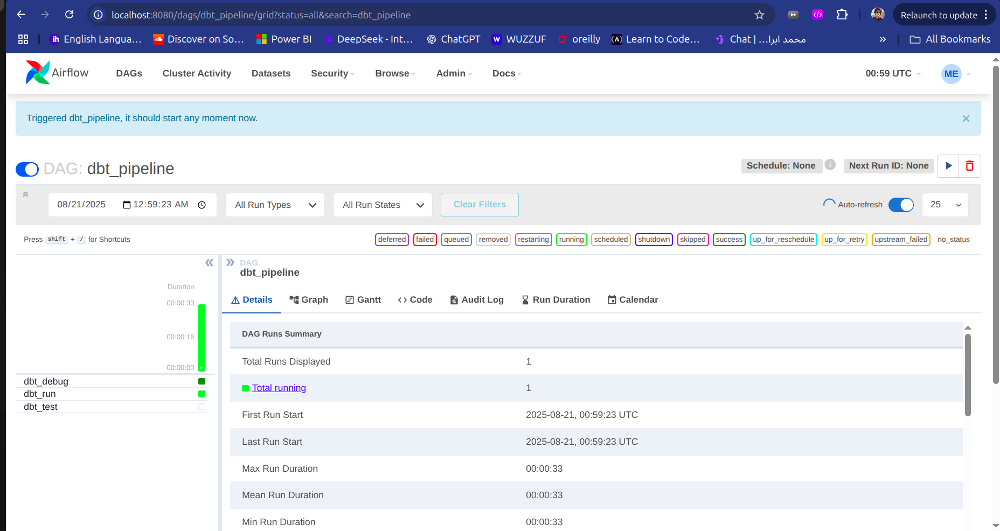 localhost:8080/dags/dbt_pipeline/grid?status=all&search=dbt_pipeline
Relaunch to update
English Langua...
Discover on So...
Power BI
DeepSeek - Int...
ChatGPT
WUZZUF
oreilly
Learn to Code...
Chat | ...محمد ابرا
All Bookmarks
Airflow
DAGs
Cluster Activity
Datasets
Security
Browse
Admin
Docs
00:59 UTC
ME
Triggered dbt_pipeline, it should start any moment now.
DAG: dbt_pipeline
Schedule: None
Next Run ID: None
08/21/2025 12:59:23 AM
All Run Types
All Run States
Clear Filters
Auto-refresh
25
Press shift + / for Shortcuts
deferred
failed
queued
removed
restarting
running
scheduled
shutdown
skipped
success
up_for_reschedule
up_for_retry
upstream_failed
no_status
Duration
00:00:33
00:00:16
00:00:00
dbt_debug
dbt_run
dbt_test
DAG
dbt_pipeline
Details
Graph
Gantt
Code
Audit Log
Run Duration
Calendar
DAG Runs Summary
Total Runs Displayed 1
Total running 1
First Run Start 2025-08-21, 00:59:23 UTC
Last Run Start 2025-08-21, 00:59:23 UTC
Max Run Duration 00:00:33
Mean Run Duration 00:00:33
Min Run Duration 00:00:33